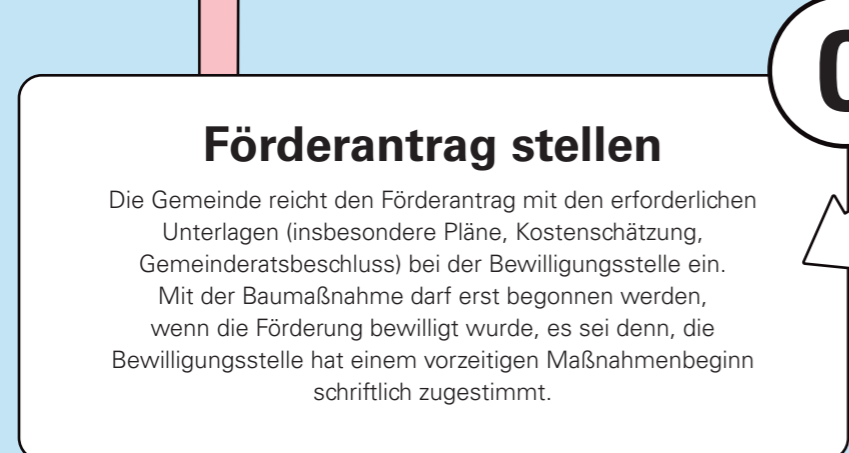 Förderantrag stellen
Die Gemeinde reicht den Förderantrag mit den erforderlichen
Unterlagen (insbesondere Pläne, Kostenschätzung,
Gemeinderatsbeschluss) bei der Bewilligungsstelle ein.
Mit der Baumaßnahme darf erst begonnen werden,
wenn die Förderung bewilligt wurde, es sei denn, die
Bewilligungsstelle hat einem vorzeitigen Maßnahmenbeginn
schriftlich zugestimmt.